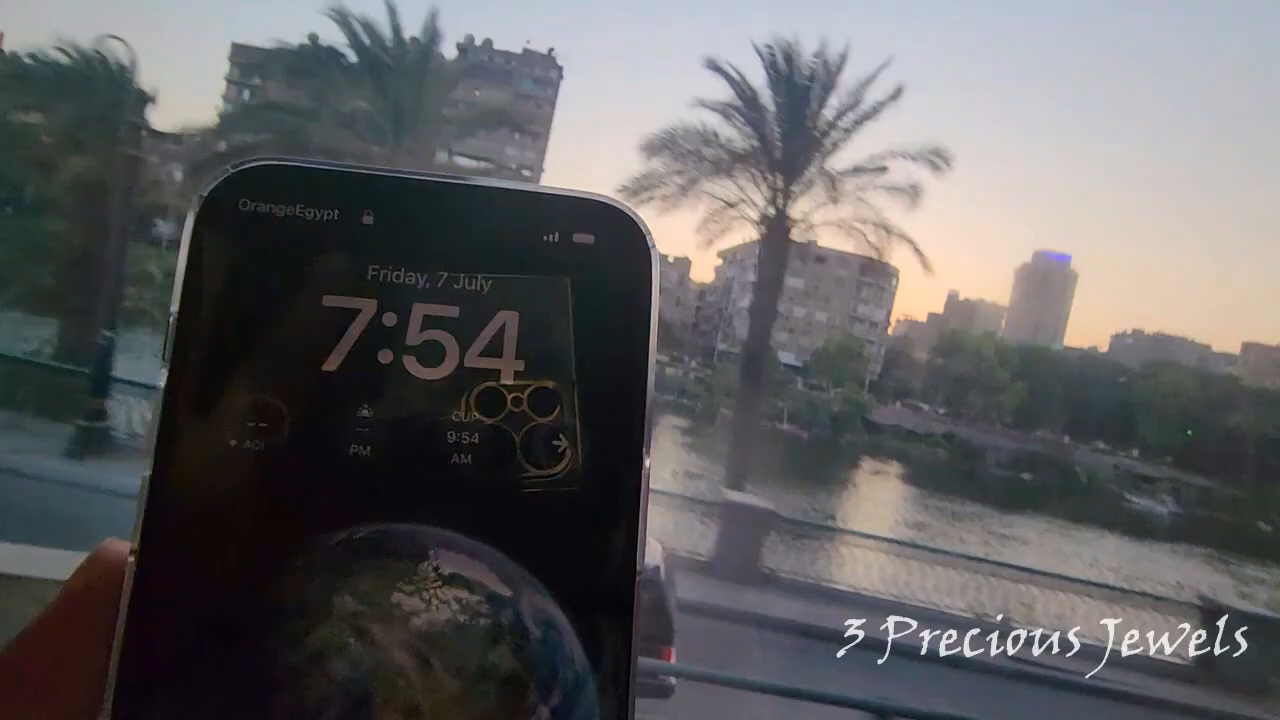 OrangeEgypt
Friday, 7 July
7:54
CUP
9:54
AM
PM
AQI
3 Precious Jewels